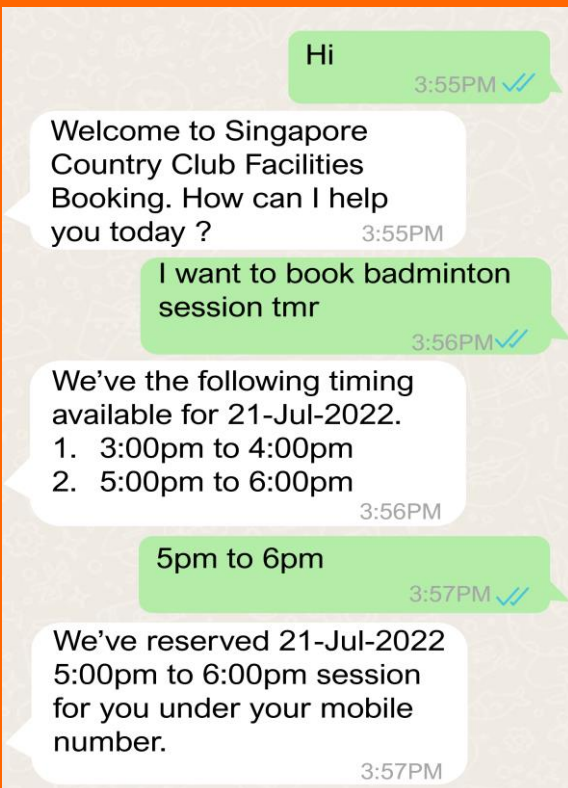 Hi
3:55PM
Welcome to Singapore
Country Club Facilities
Booking. How can I help
you today ?
3:55PM
I want to book badminton
session tmr
3:56PM
We’ve the following timing
available for 21-Jul-2022.
1. 3:00pm to 4:00pm
2. 5:00pm to 6:00pm
3:56PM
5pm to 6pm
3:57PM
We’ve reserved 21-Jul-2022
5:00pm to 6:00pm session
for you under your mobile
number.
3:57PM